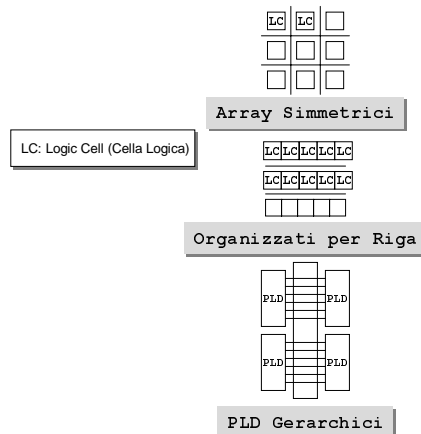 LC LC
Array Simmetrici
LC: Logic Cell (Cella Logica)
LC LC LC LC LC
LC LC LC LC LC
Organizzati per Riga
PLD PLD
PLD PLD
PLD Gerarchici